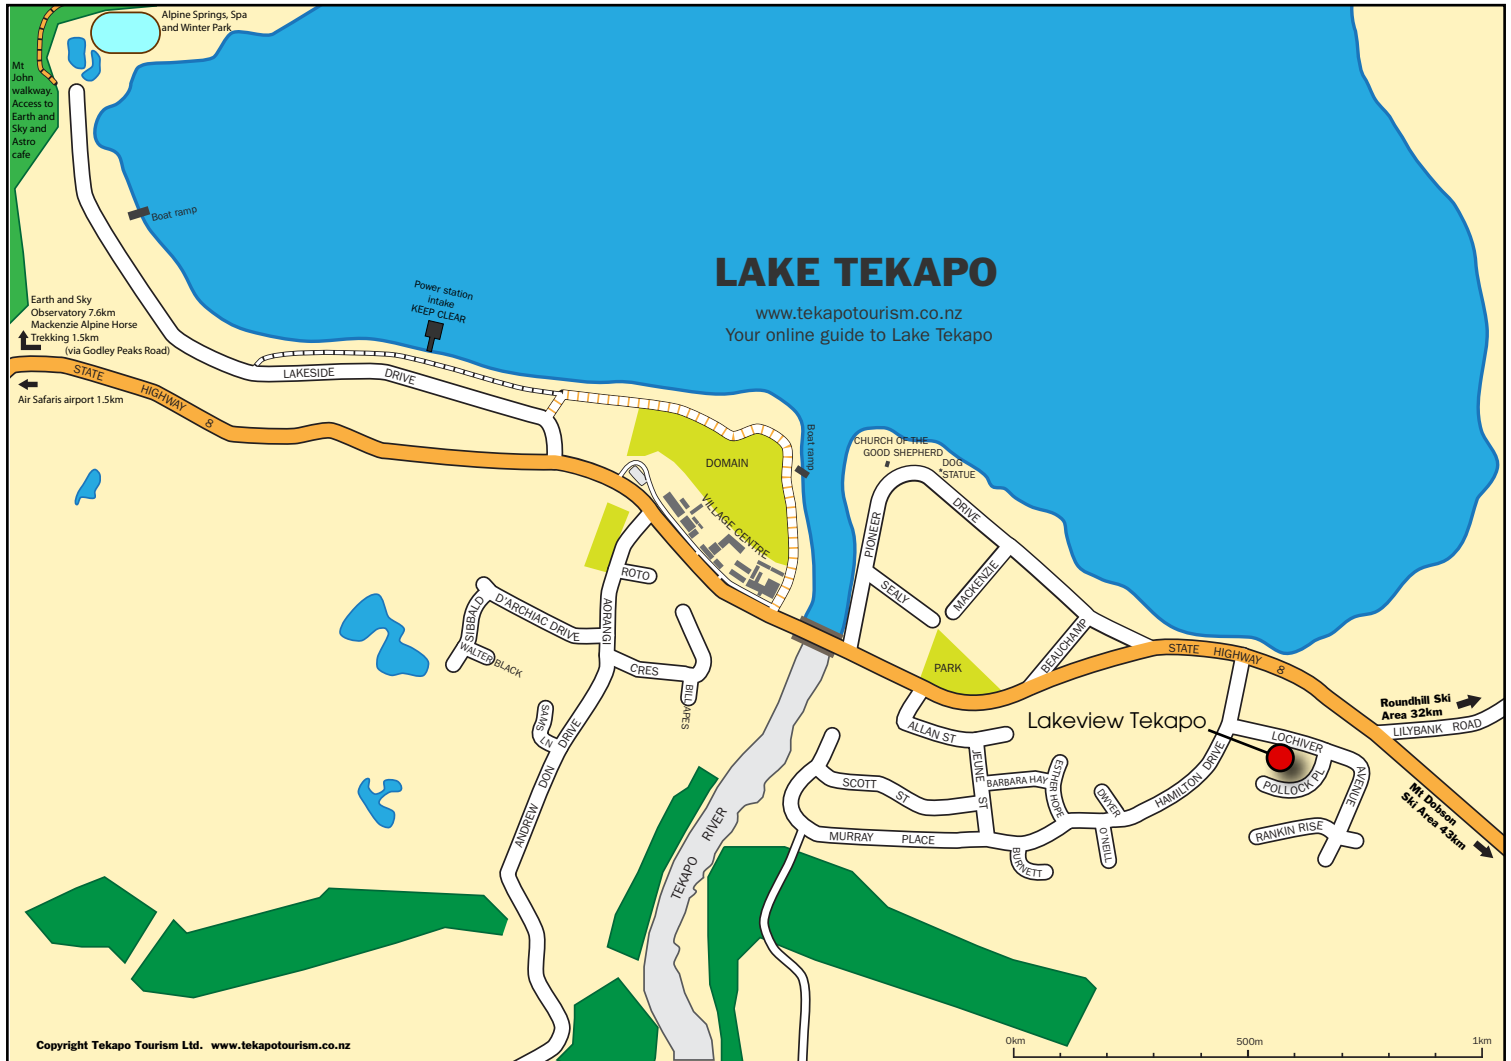 Alpine Springs, Spa
and Winter Park
Mt
John
walkway.
Access to
Earth and
Sky and
Astro
cafe
Boat ramp
Power station
intake
KEEP CLEAR
LAKE TEKAPO
www.tekapotourism.co.nz
Your online guide to Lake Tekapo
Earth and Sky
Observatory 7.6km
Mackenzie Alpine Horse
Trekking 1.5km
(via Godley Peaks Road)
STATE HIGHWAY 8
Air Safaris airport 1.5km
LAKESIDE DRIVE
DOMAIN
VILLAGE CENTRE
Boat ramp
CHURCH OF THE
GOOD SHEPHERD
DOG
*STATUE
PIONEER DRIVE
SEALY
MACKENZIE
BEAUCHAMP
PARK
STATE HIGHWAY 8
ROTO
AORANGI
CRES
D'ARCHIAC DRIVE
SIBBALD
WALTER BLACK
BILL APES
SAMS LN
ANDREW DON DRIVE
TEKAPO RIVER
ALLAN ST
JEUNE ST
SCOTT ST
MURRAY PLACE
BARBARA HAY
ESTHER HOPE
BURNETT
DWYER
O'NEILL
HAMILTON DRIVE
Lakeview Tekapo
LOCHIVER AVENUE
POLLOCK PL
RANKIN RISE
Roundhill Ski
Area 32km
LILYBANK ROAD
Mt Dobson
Ski Area 43km
Copyright Tekapo Tourism Ltd. www.tekapotourism.co.nz
0km 500m 1km